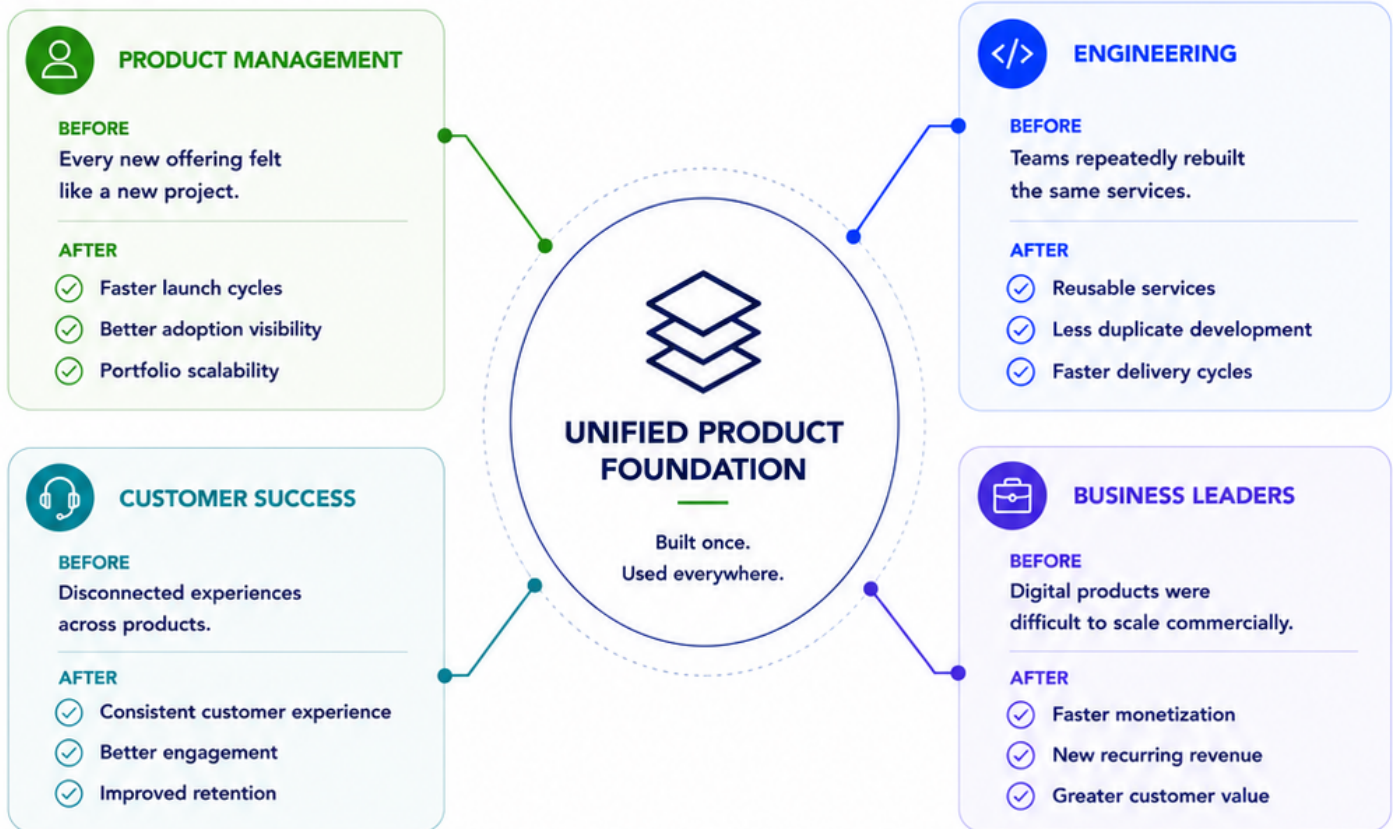 PRODUCT MANAGEMENT
BEFORE
Every new offering felt
like a new project.
AFTER
Faster launch cycles
Better adoption visibility
Portfolio scalability
ENGINEERING
</>
BEFORE
Teams repeatedly rebuilt
the same services.
AFTER
Reusable services
Less duplicate development
Faster delivery cycles
UNIFIED PRODUCT
FOUNDATION
Built once.
Used everywhere.
CUSTOMER SUCCESS
BEFORE
Disconnected experiences
across products.
AFTER
Consistent customer experience
Better engagement
Improved retention
BUSINESS LEADERS
BEFORE
Digital products were
difficult to scale commercially.
AFTER
Faster monetization
New recurring revenue
Greater customer value